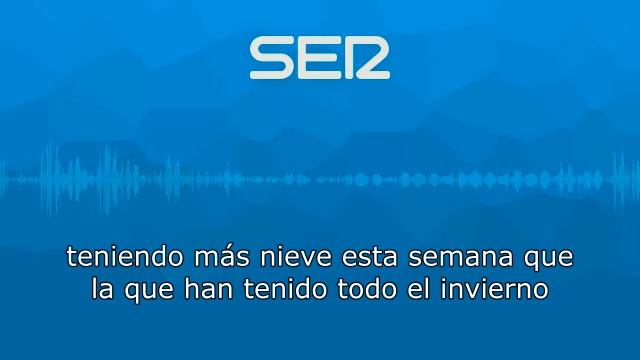 SER
teniendo más nieve esta semana que
la que han tenido todo el invierno